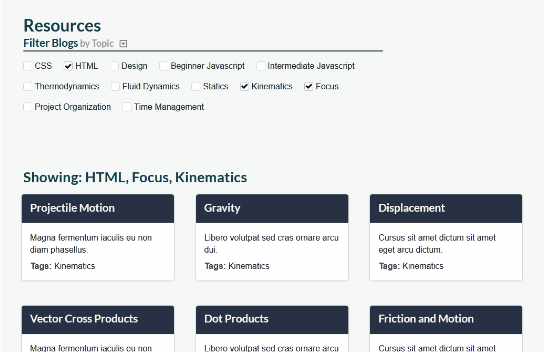 Resources
Filter Blogs by Topic
CSS HTML Design Beginner Javascript Intermediate Javascript
Thermodynamics Fluid Dynamics Statics Kinematics Focus
Project Organization Time Management
Showing: HTML, Focus, Kinematics
Projectile Motion Gravity Displacement
Magna fermentum iaculis eu non Libero volutpat sed cras ornare arcu Cursus sit amet dictum sit amet
diam phasellus. dui. eget arcu dictum.
Tags: Kinematics Tags: Kinematics Tags: Kinematics
Vector Cross Products Dot Products Friction and Motion
Magna fermentum iaculis eu non Libero volutpat sed cras ornare arcu Cursus sit amet dictum sit amet